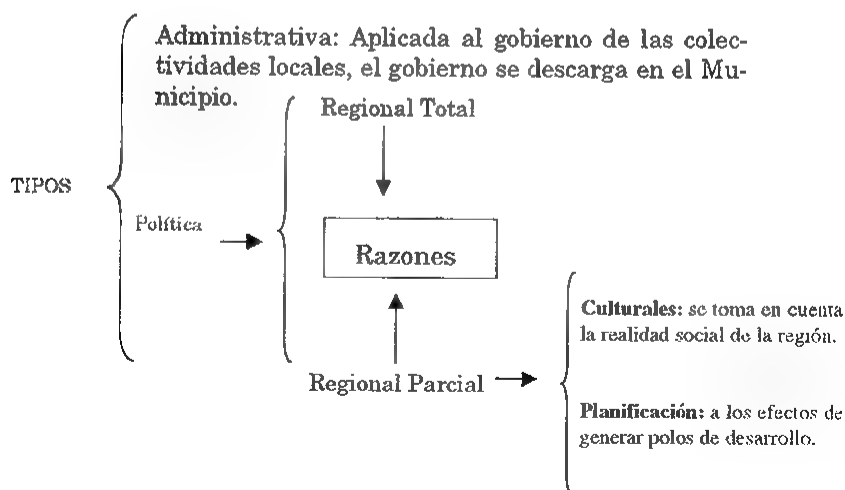 Administrativa: Aplicada al gobierno de las colec-
tividades locales, el gobierno se descarga en el Mu-
nicipio.
Regional Total
TIPOS
Política
Razones
Culturales: se toma en cuenta
la realidad social de la región.
Regional Parcial
Planificación: a los efectos de
generar polos de desarrollo.